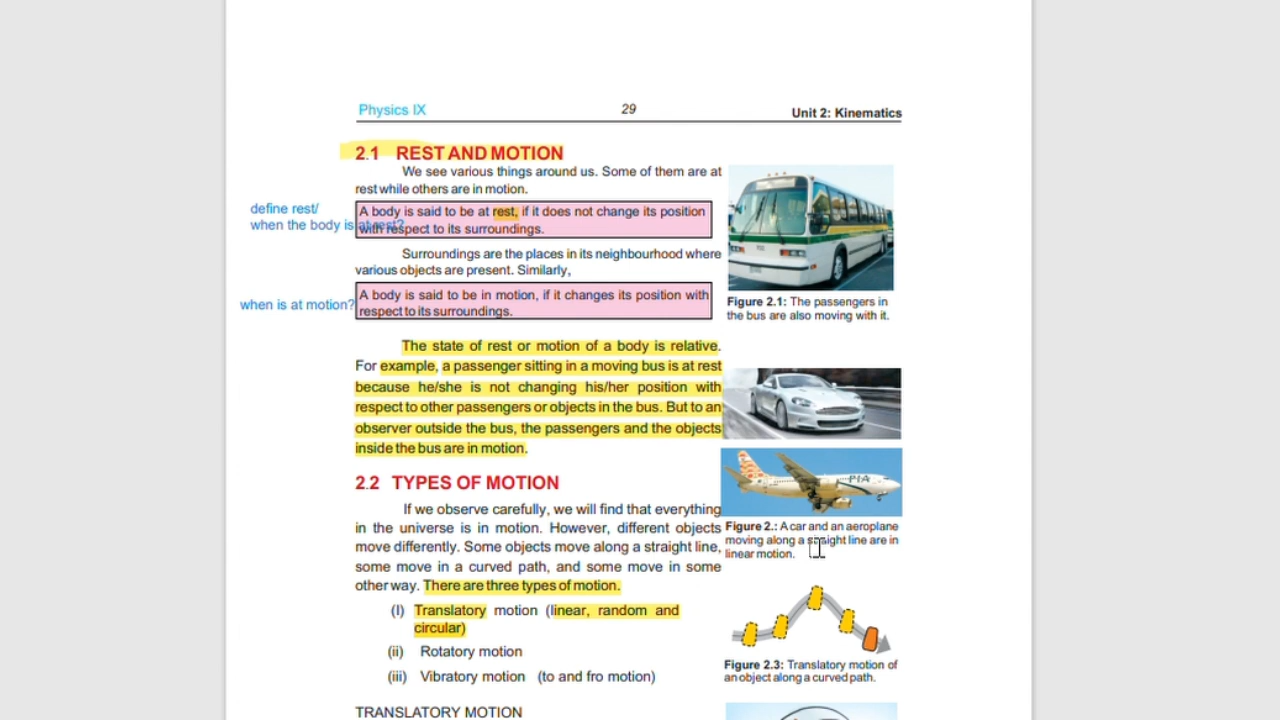 Physics IX
29
Unit 2: Kinematics
2.1 REST AND MOTION
We see various things around us. Some of them are at
rest while others are in motion.
define rest/
when the body is at rest?
A body is said to be at rest, if it does not change its position
with respect to its surroundings.
Surroundings are the places in its neighbourhood where
various objects are present. Similarly,
when is at motion?
A body is said to be in motion, if it changes its position with
respect to its surroundings.
The state of rest or motion of a body is relative.
For example, a passenger sitting in a moving bus is at rest
because he/she is not changing his/her position with
respect to other passengers or objects in the bus. But to an
observer outside the bus, the passengers and the objects
inside the bus are in motion.
2.2 TYPES OF MOTION
If we observe carefully, we will find that everything
in the universe is in motion. However, different objects
move differently. Some objects move along a straight line,
some move in a curved path, and some move in some
other way. There are three types of motion.
(I) Translatory motion (linear, random and
circular)
(ii) Rotatory motion
(iii) Vibratory motion (to and fro motion)
TRANSLATORY MOTION
Figure 2.1: The passengers in
the bus are also moving with it.
PIA
Figure 2.: A car and an aeroplane
moving along a straight line are in
linear motion.
Figure 2.3: Translatory motion of
an object along a curved path.